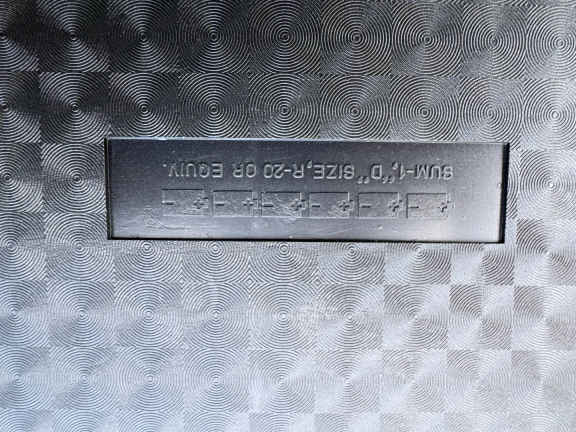 SUM-1,"D" SIZE,R-20 OR EQUIV.